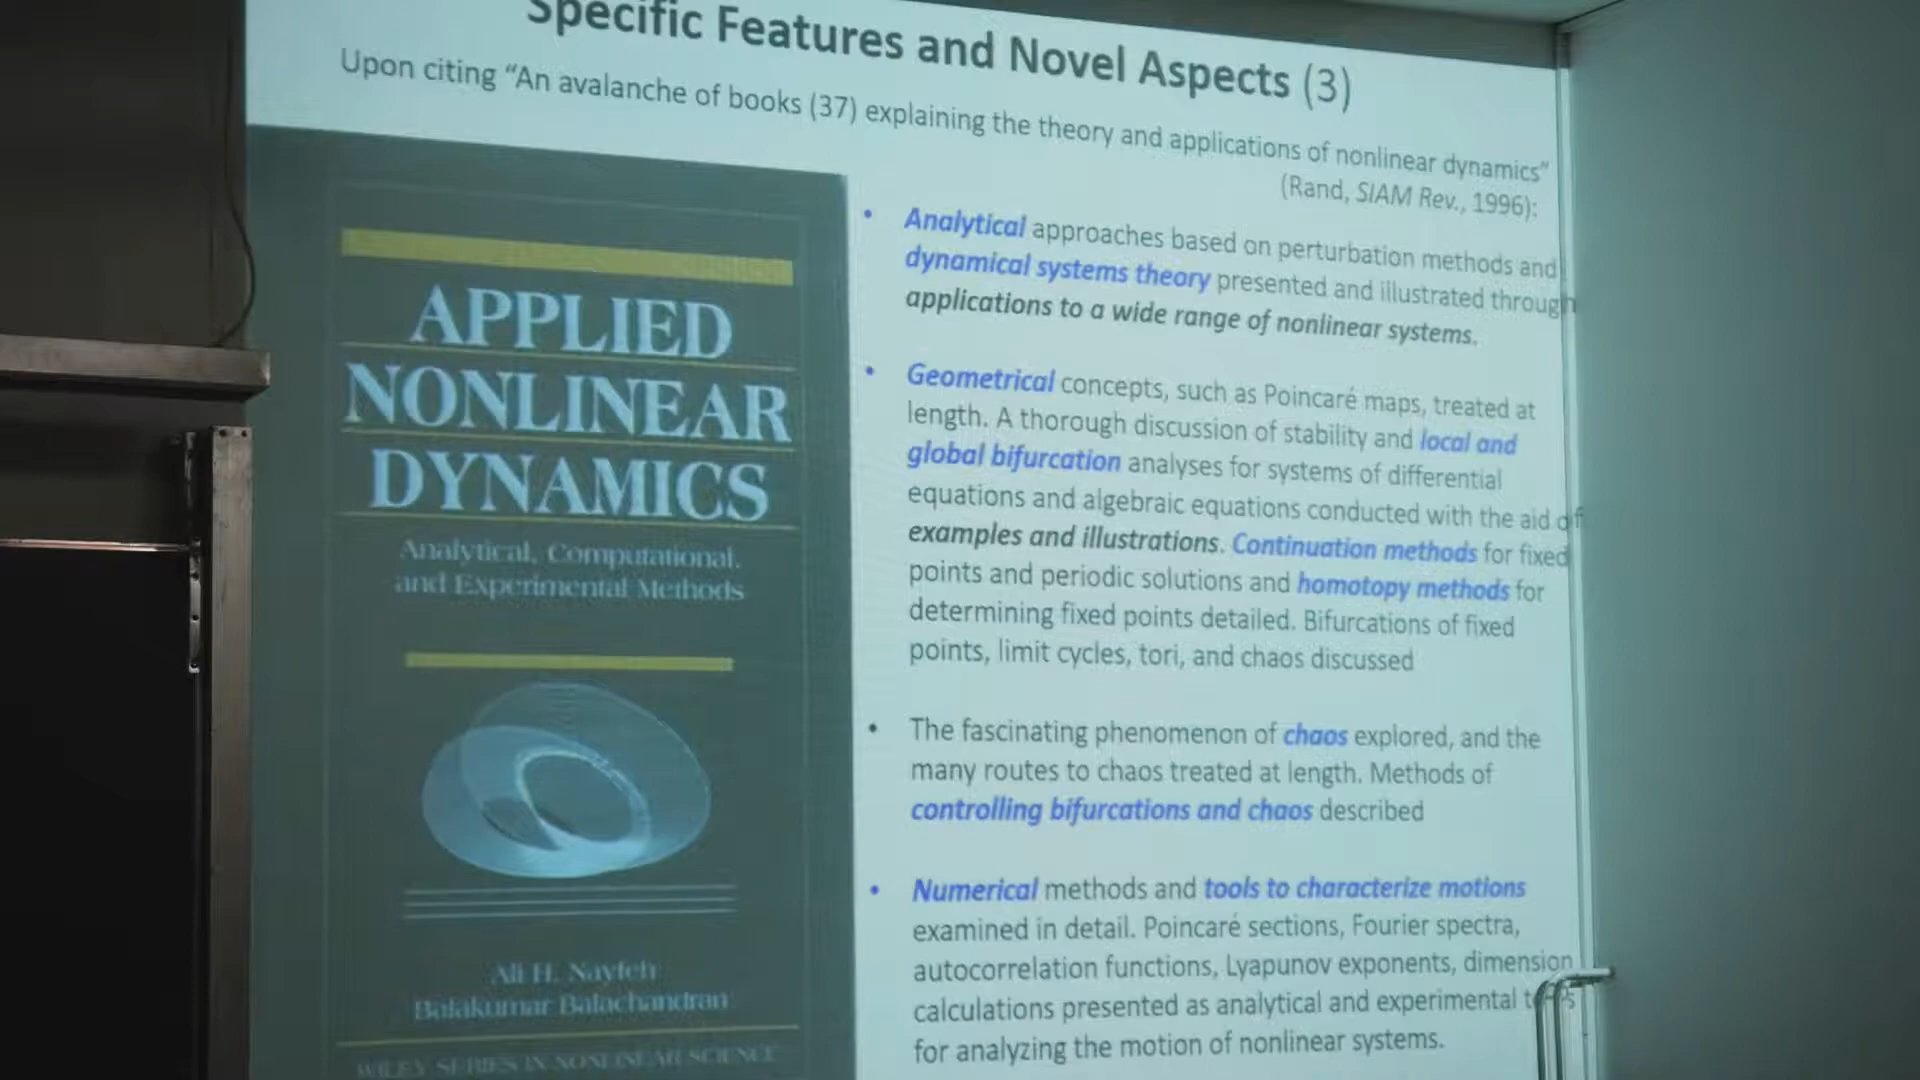 Specific Features and Novel Aspects (3)
Upon citing “An avalanche of books (37) explaining the theory and applications of nonlinear dynamics”
(Rand, SIAM Rev., 1996):
APPLIED
NONLINEAR
DYNAMICS
Analytical, Computational,
and Experimental Methods
Ali H. Nayfeh
Balakumar Balachandran
WILEY SERIES IN NONLINEAR SCIENCE
• Analytical approaches based on perturbation methods and
dynamical systems theory presented and illustrated through
applications to a wide range of nonlinear systems.
• Geometrical concepts, such as Poincaré maps, treated at
length. A thorough discussion of stability and local and
global bifurcation analyses for systems of differential
equations and algebraic equations conducted with the aid of
examples and illustrations. Continuation methods for fixed
points and periodic solutions and homotopy methods for
determining fixed points detailed. Bifurcations of fixed
points, limit cycles, tori, and chaos discussed
• The fascinating phenomenon of chaos explored, and the
many routes to chaos treated at length. Methods of
controlling bifurcations and chaos described
• Numerical methods and tools to characterize motions
examined in detail. Poincaré sections, Fourier spectra,
autocorrelation functions, Lyapunov exponents, dimension
calculations presented as analytical and experimental tools
for analyzing the motion of nonlinear systems.